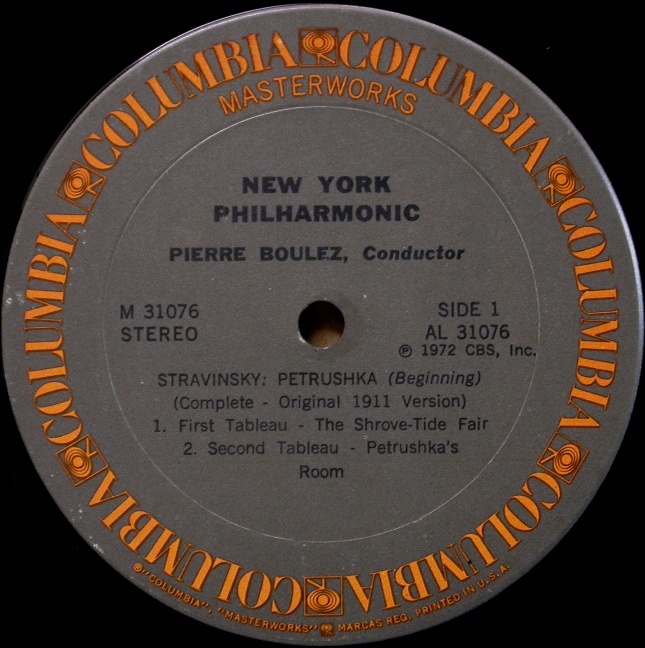 COLUMBIA COLUMBIA COLUMBIA COLUMBIA COLUMBIA COLUMBIA COLUMBIA COLUMBIA
MASTERWORKS
NEW YORK
PHILHARMONIC
PIERRE BOULEZ, Conductor
M 31076
STEREO
SIDE 1
AL 31076
Ⓟ 1972 CBS, Inc.
STRAVINSKY: PETRUSHKA (Beginning)
(Complete - Original 1911 Version)
1. First Tableau - The Shrove-Tide Fair
2. Second Tableau - Petrushka's
Room
®"COLUMBIA", "MASTERWORKS" MARCAS REG. PRINTED IN U.S.A.